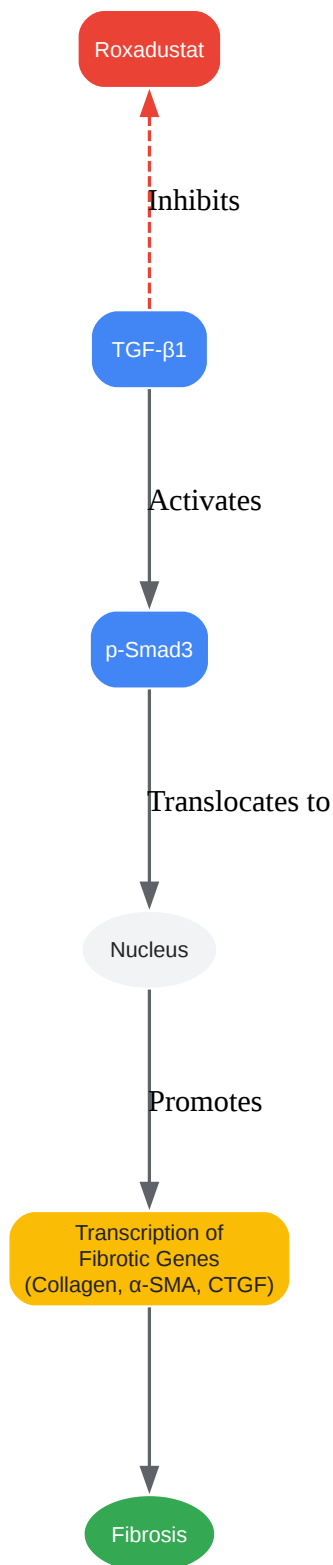 Roxadustat
Inhibits
TGF-β1
Activates
p-Smad3
Translocates to
Nucleus
Promotes
Transcription of
Fibrotic Genes
(Collagen, α-SMA, CTGF)
Fibrosis